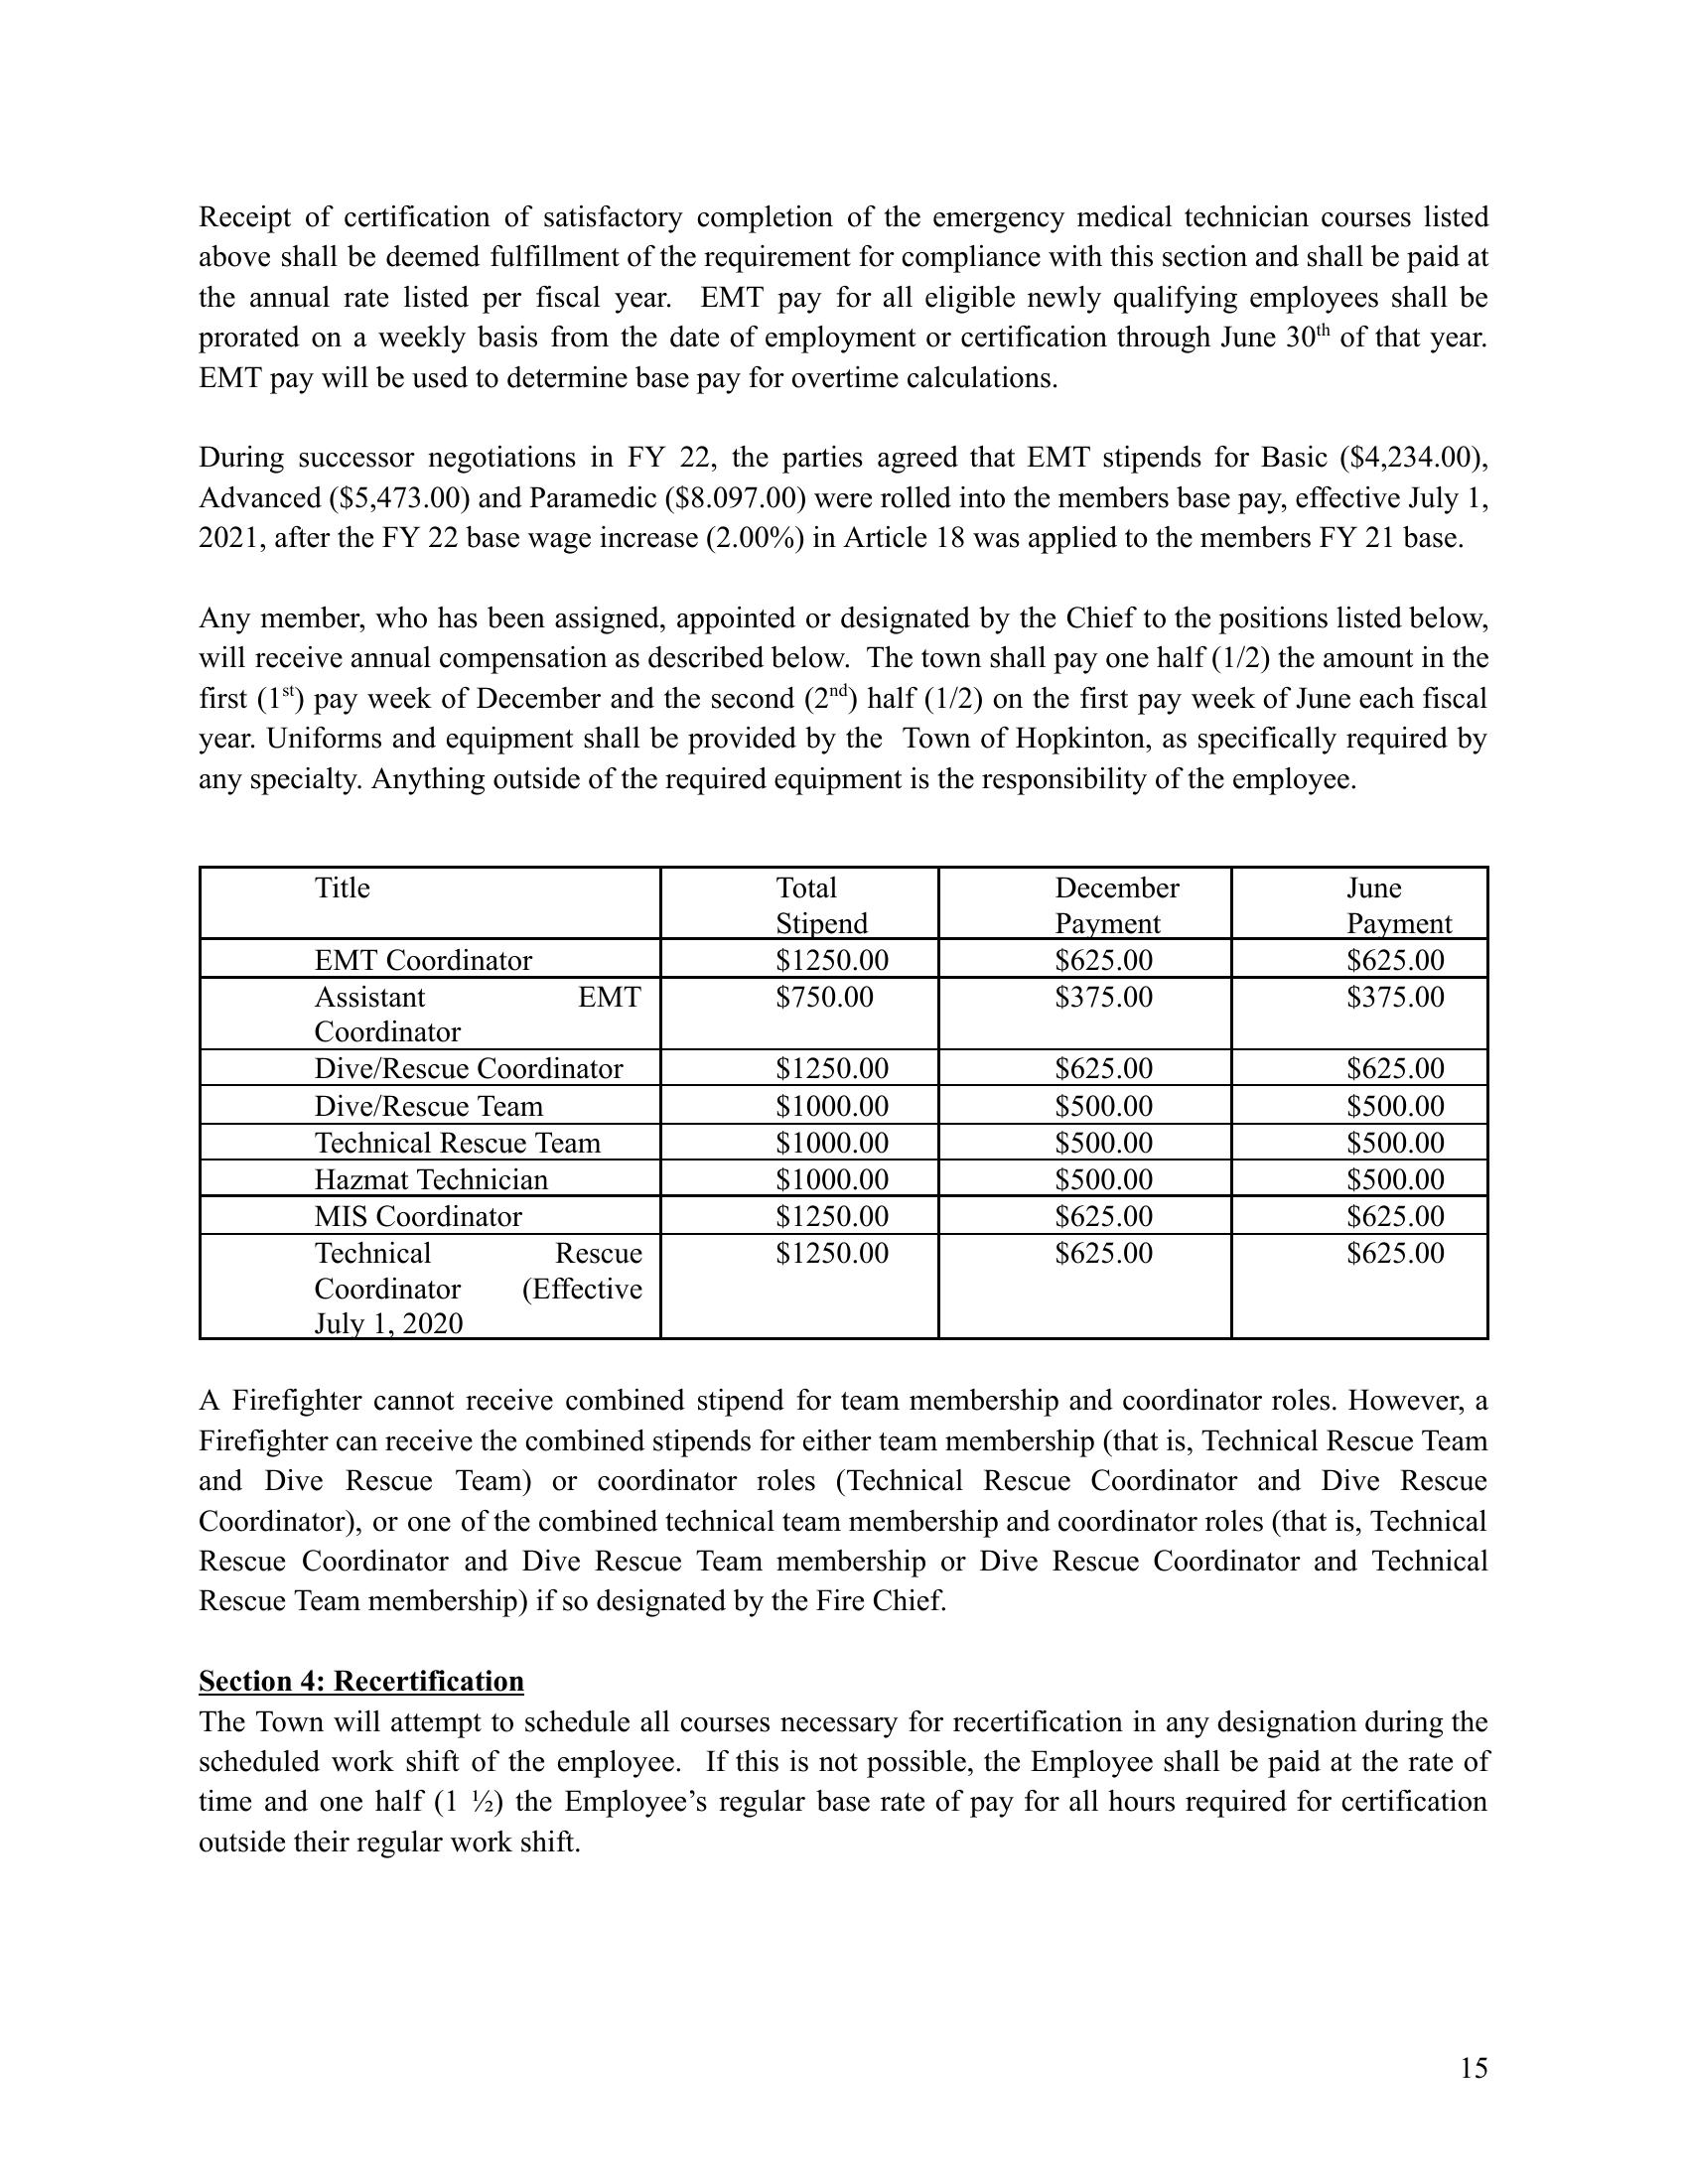 Receipt of certification of satisfactory completion of the emergency medical technician courses listed
above shall be deemed fulfillment of the requirement for compliance with this section and shall be paid at
the annual rate listed per fiscal year.  EMT pay for all eligible newly qualifying employees shall be
prorated on a weekly basis from the date of employment or certification through June 30th of that year.
EMT pay will be used to determine base pay for overtime calculations.
During successor negotiations in FY 22, the parties agreed that EMT stipends for Basic ($4,234.00),
Advanced ($5,473.00) and Paramedic ($8.097.00) were rolled into the members base pay, effective July 1,
2021, after the FY 22 base wage increase (2.00%) in Article 18 was applied to the members FY 21 base.
Any member, who has been assigned, appointed or designated by the Chief to the positions listed below,
will receive annual compensation as described below.  The town shall pay one half (1/2) the amount in the
first (1st) pay week of December and the second (2nd) half (1/2) on the first pay week of June each fiscal
year. Uniforms and equipment shall be provided by the  Town of Hopkinton, as specifically required by
any specialty. Anything outside of the required equipment is the responsibility of the employee.
Title Total December June
Stipend Payment Payment
EMT Coordinator $1250.00 $625.00 $625.00
Assistant EMT $750.00 $375.00 $375.00
Coordinator
Dive/Rescue Coordinator $1250.00 $625.00 $625.00
Dive/Rescue Team $1000.00 $500.00 $500.00
Technical Rescue Team $1000.00 $500.00 $500.00
Hazmat Technician $1000.00 $500.00 $500.00
MIS Coordinator $1250.00 $625.00 $625.00
Technical Rescue $1250.00 $625.00 $625.00
Coordinator (Effective
July 1, 2020
A Firefighter cannot receive combined stipend for team membership and coordinator roles. However, a
Firefighter can receive the combined stipends for either team membership (that is, Technical Rescue Team
and Dive Rescue Team) or coordinator roles (Technical Rescue Coordinator and Dive Rescue
Coordinator), or one of the combined technical team membership and coordinator roles (that is, Technical
Rescue Coordinator and Dive Rescue Team membership or Dive Rescue Coordinator and Technical
Rescue Team membership) if so designated by the Fire Chief.
Section 4: Recertification
The Town will attempt to schedule all courses necessary for recertification in any designation during the
scheduled work shift of the employee.  If this is not possible, the Employee shall be paid at the rate of
time and one half (1 ½) the Employee’s regular base rate of pay for all hours required for certification
outside their regular work shift.
15